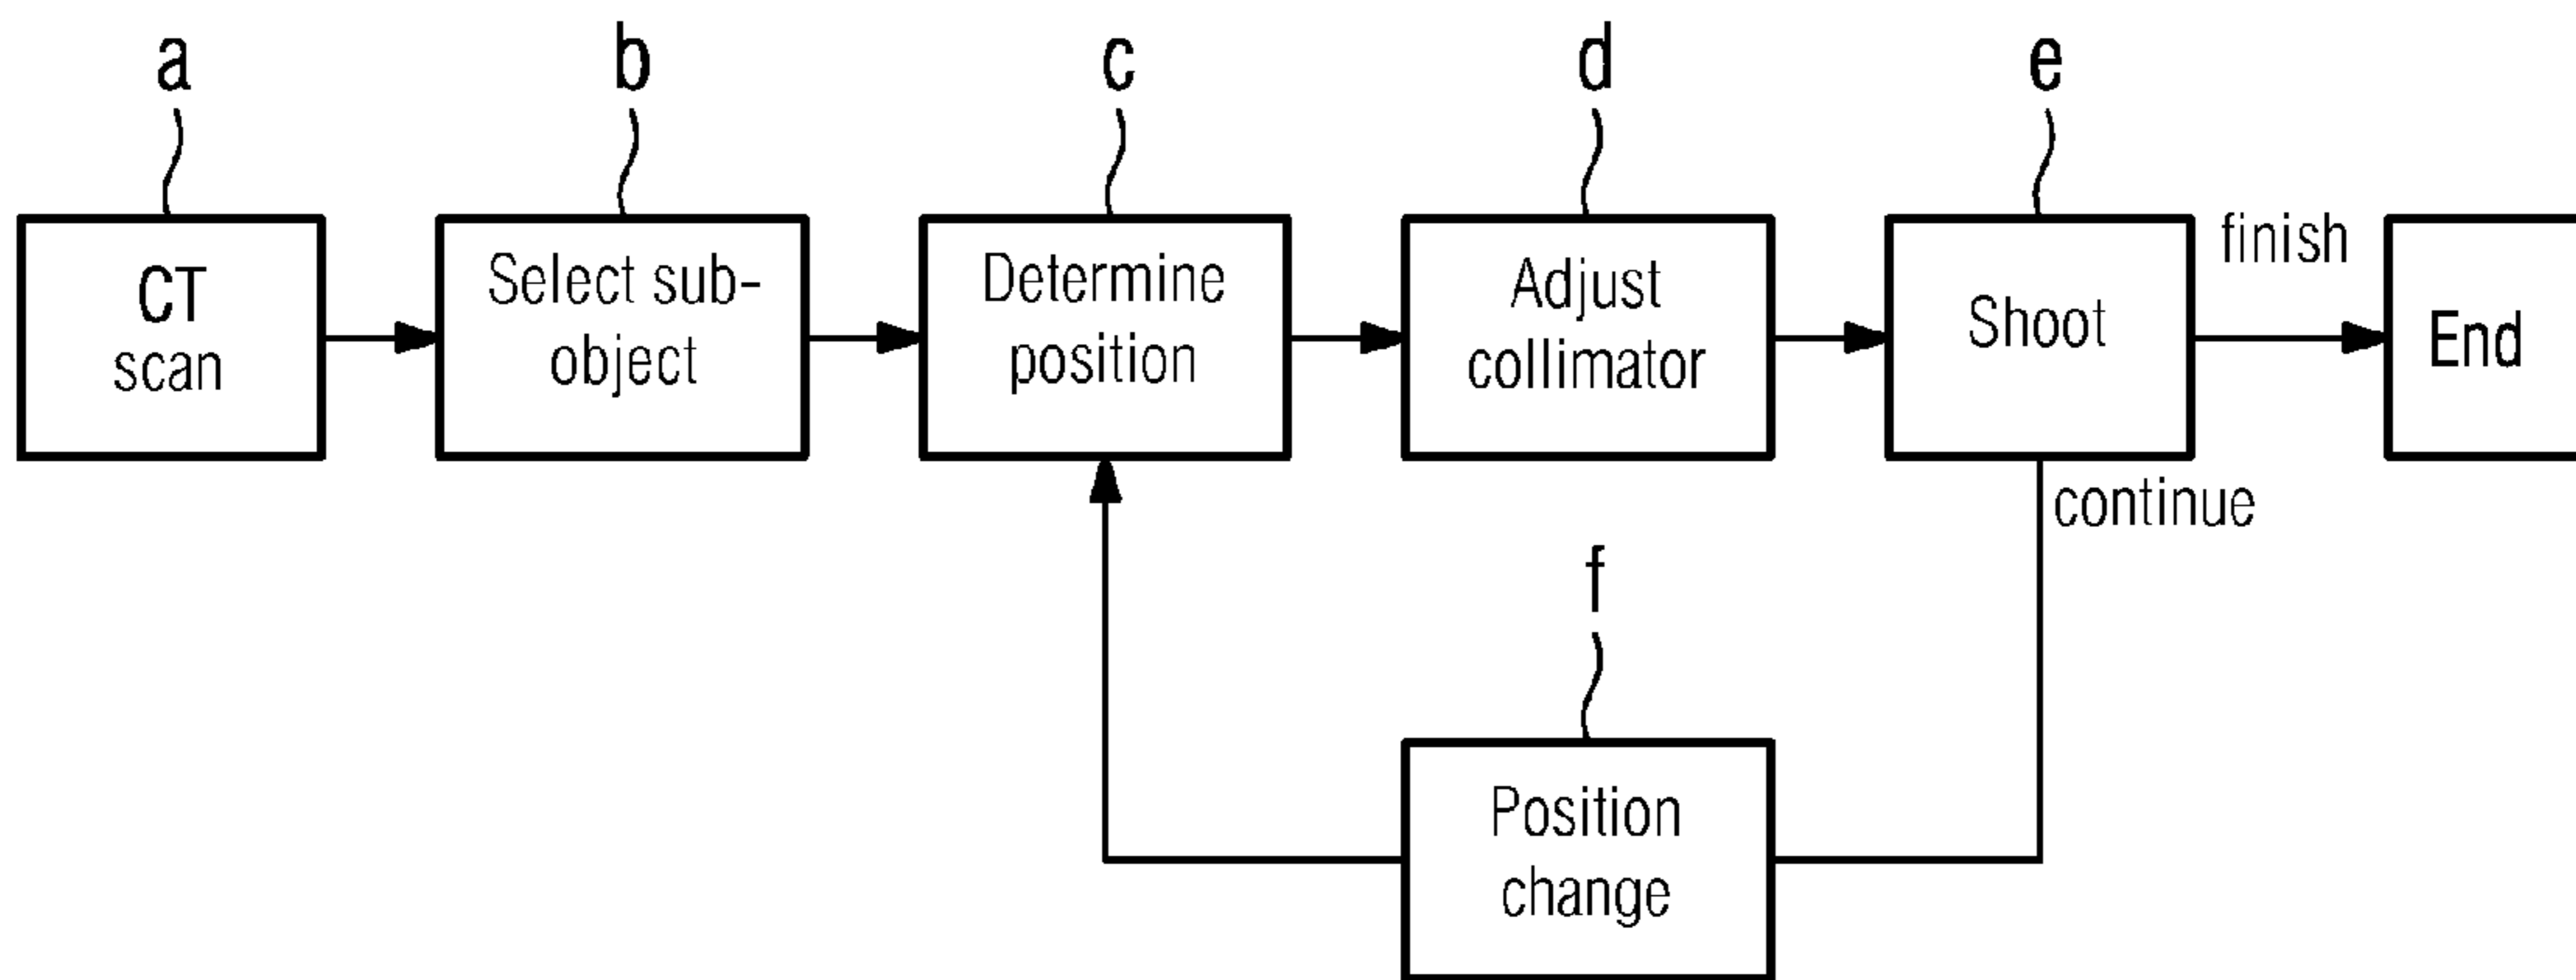 a
b
c
d
e
CT
scan
Select sub-
object
Determine
position
Adjust
collimator
Shoot
finish
End
continue
f
Position
change